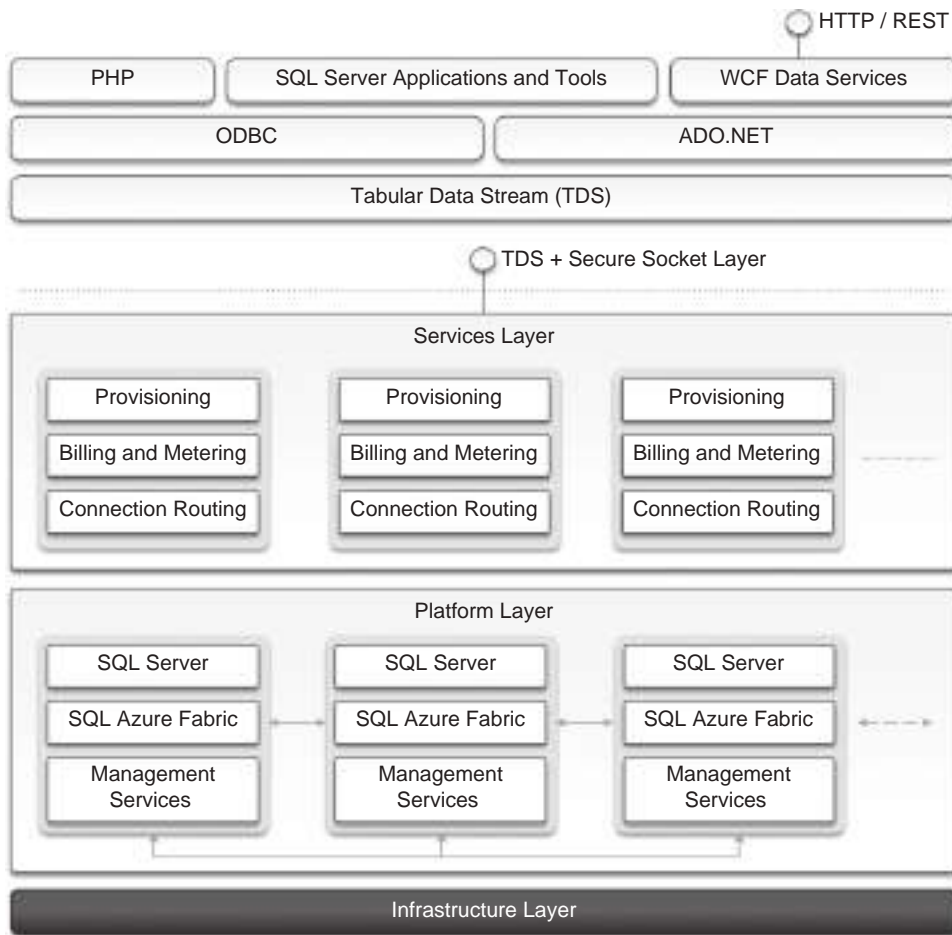 HTTP / REST
PHP
SQL Server Applications and Tools
WCF Data Services
ODBC
ADO.NET
Tabular Data Stream (TDS)
TDS + Secure Socket Layer
Services Layer
Provisioning
Billing and Metering
Connection Routing
Provisioning
Billing and Metering
Connection Routing
Provisioning
Billing and Metering
Connection Routing
Platform Layer
SQL Server
SQL Azure Fabric
Management
Services
SQL Server
SQL Azure Fabric
Management
Services
SQL Server
SQL Azure Fabric
Management
Services
Infrastructure Layer